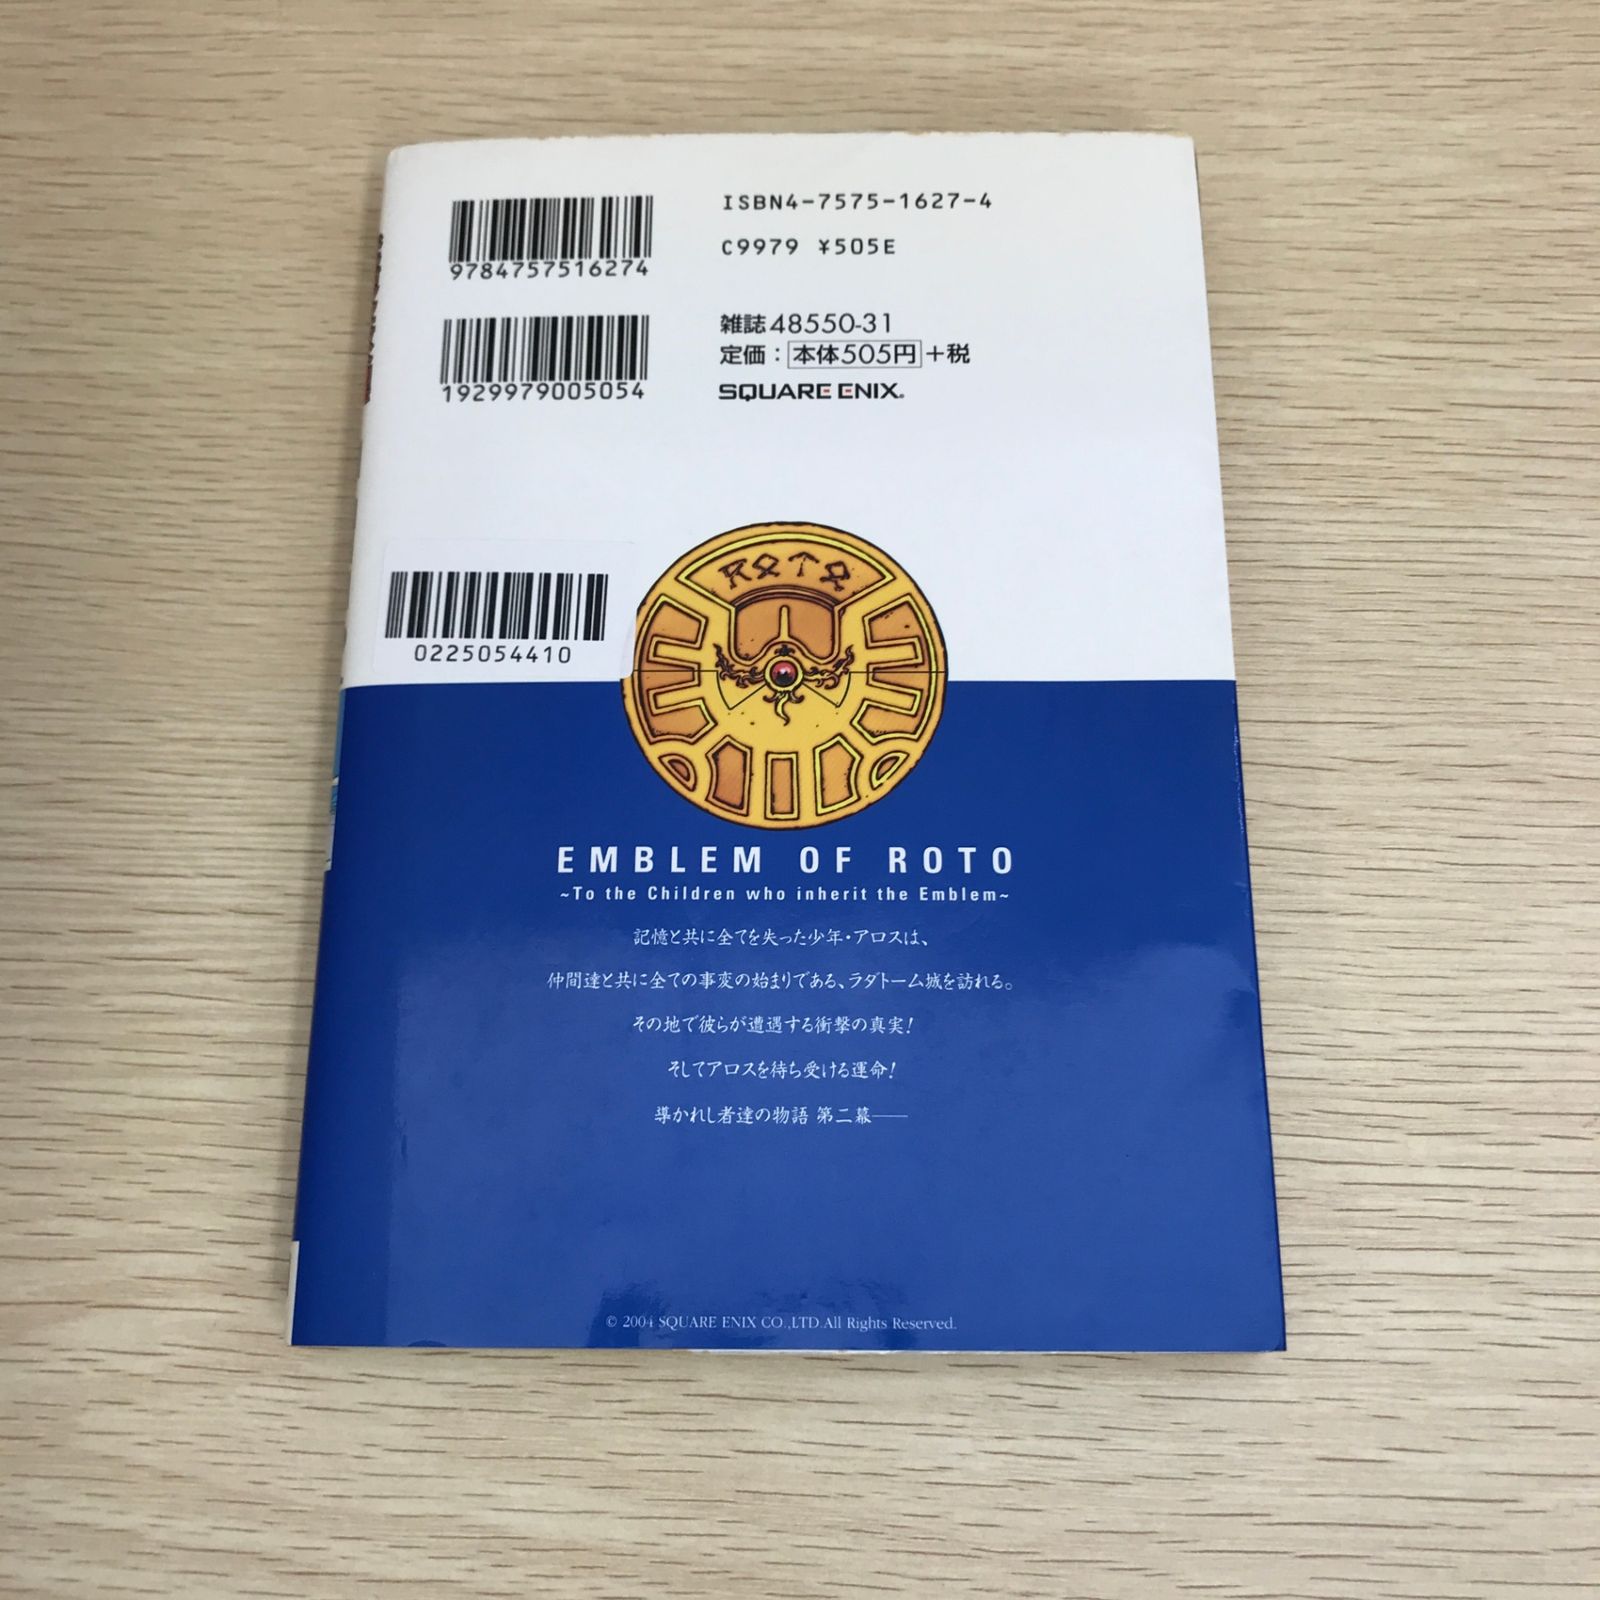 ISBN4-7575-1627-4
C9979 ¥505E
9784757516274
雑誌48550-31
定価：本体505円+税
1929979005054
SQUARE ENIX®
ROTO
0225054410
EMBLEM OF ROTO
~To the Children who inherit the Emblem~
記憶と共に全てを失った少年・アロスは、
仲間達と共に全ての事変の始まりである、ラダトーム城を訪れる。
その地で彼らが遭遇する衝撃の真実！
そしてアロスを待ち受ける運命！
導かれし者達の物語 第二幕——
© 2004 SQUARE ENIX CO.,LTD.All Rights Reserved.